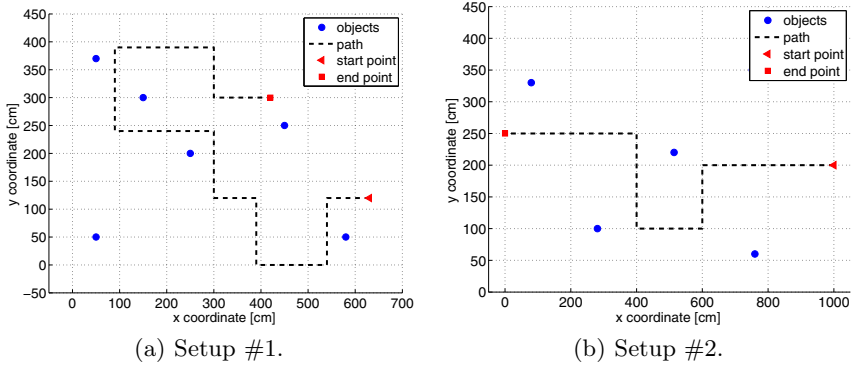 450
400
350
300
250
200
150
100
50
0
−50
y coordinate [cm]
0 100 200 300 400 500 600 700
x coordinate [cm]
objects
path
start point
end point
(a) Setup #1.
450
400
350
300
250
200
150
100
50
0
y coordinate [cm]
0 200 400 600 800 1000
x coordinate [cm]
objects
path
start point
end point
(b) Setup #2.